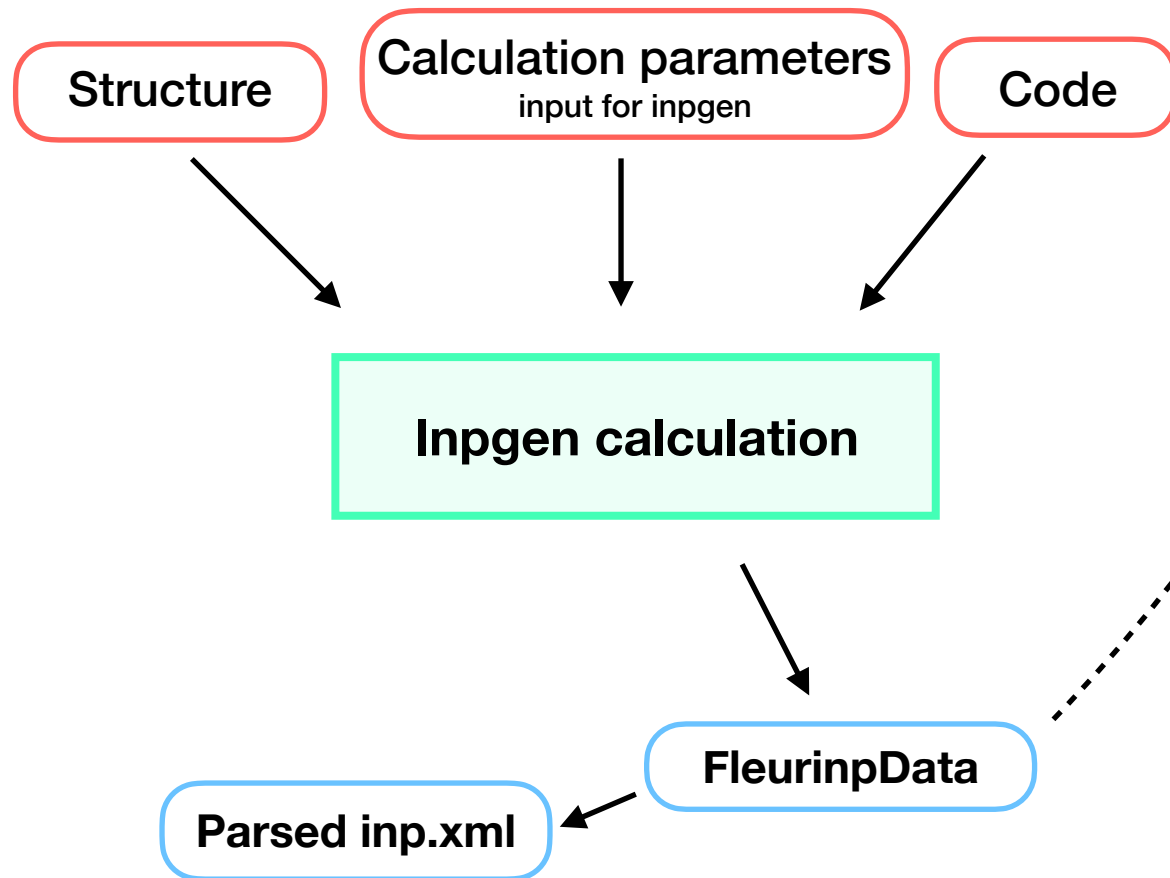 Structure
Calculation parameters
input for inpgen
Code
Inpgen calculation
FleurinpData
Parsed inp.xml